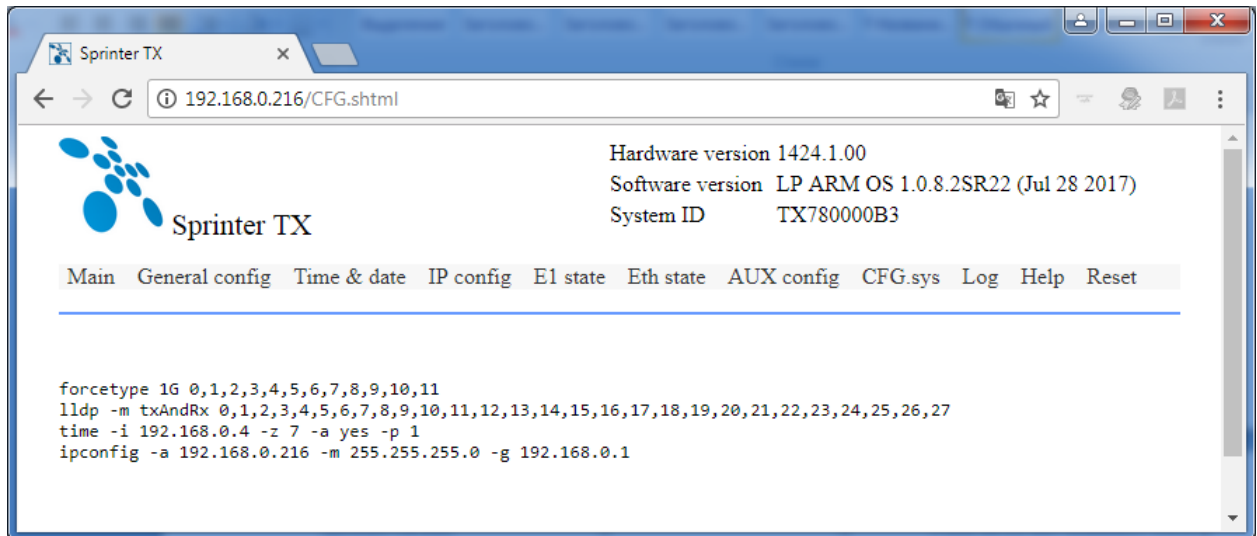 Sprinter TX
192.168.0.216/CFG.shtml
Hardware version 1424.1.00
Software version LP ARM OS 1.0.8.2SR22 (Jul 28 2017)
System ID TX780000B3
Sprinter TX
Main General config Time & date IP config E1 state Eth state AUX config CFG.sys Log Help Reset
forcetype 1G 0,1,2,3,4,5,6,7,8,9,10,11
lldp -m txAndRx 0,1,2,3,4,5,6,7,8,9,10,11,12,13,14,15,16,17,18,19,20,21,22,23,24,25,26,27
time -i 192.168.0.4 -z 7 -a yes -p 1
ipconfig -a 192.168.0.216 -m 255.255.255.0 -g 192.168.0.1